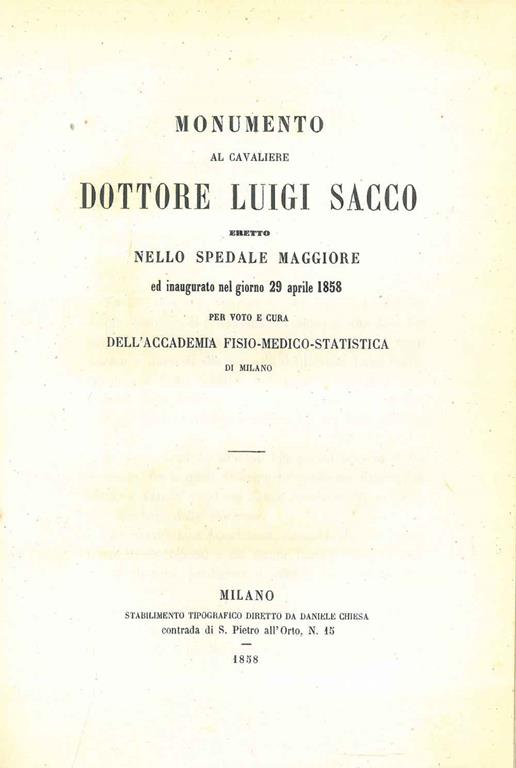 MONUMENTO
AL CAVALIERE
DOTTORE LUIGI SACCO
ERETTO
NELLO SPEDALE MAGGIORE
ed inaugurato nel giorno 29 aprile 1858
PER VOTO E CURA
DELL'ACCADEMIA FISIO-MEDICO-STATISTICA
DI MILANO
MILANO
STABILIMENTO TIPOGRAFICO DIRETTO DA DANIELE CHIESA
contrada di S. Pietro all'Orto, N. 15
1858